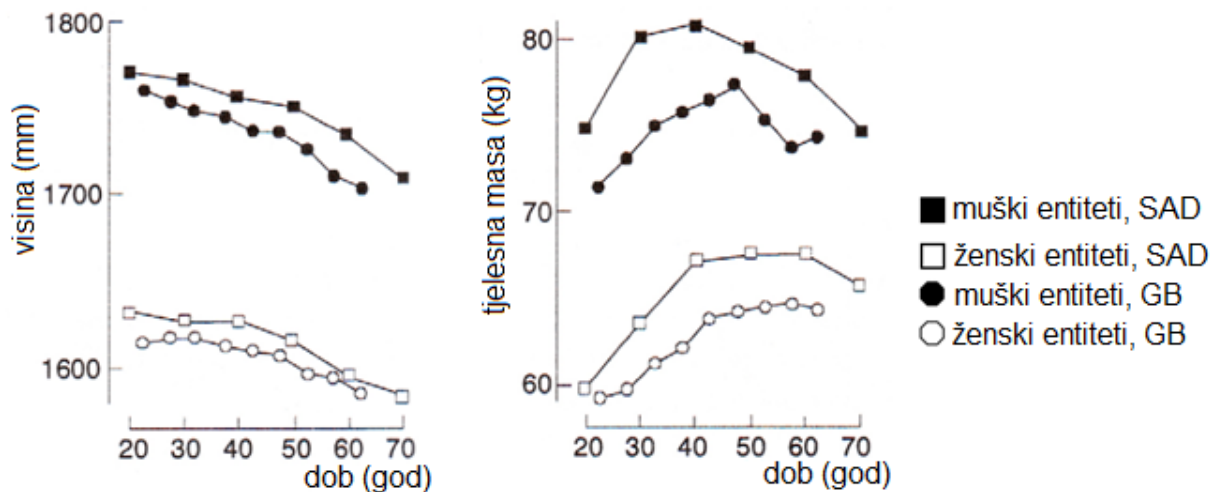 1800
1700
1600
visina (mm)
20 30 40 50 60 70
dob (god)
80
70
60
tjelesna masa (kg)
20 30 40 50 60 70
dob (god)
muški entiteti, SAD
ženski entiteti, SAD
muški entiteti, GB
ženski entiteti, GB